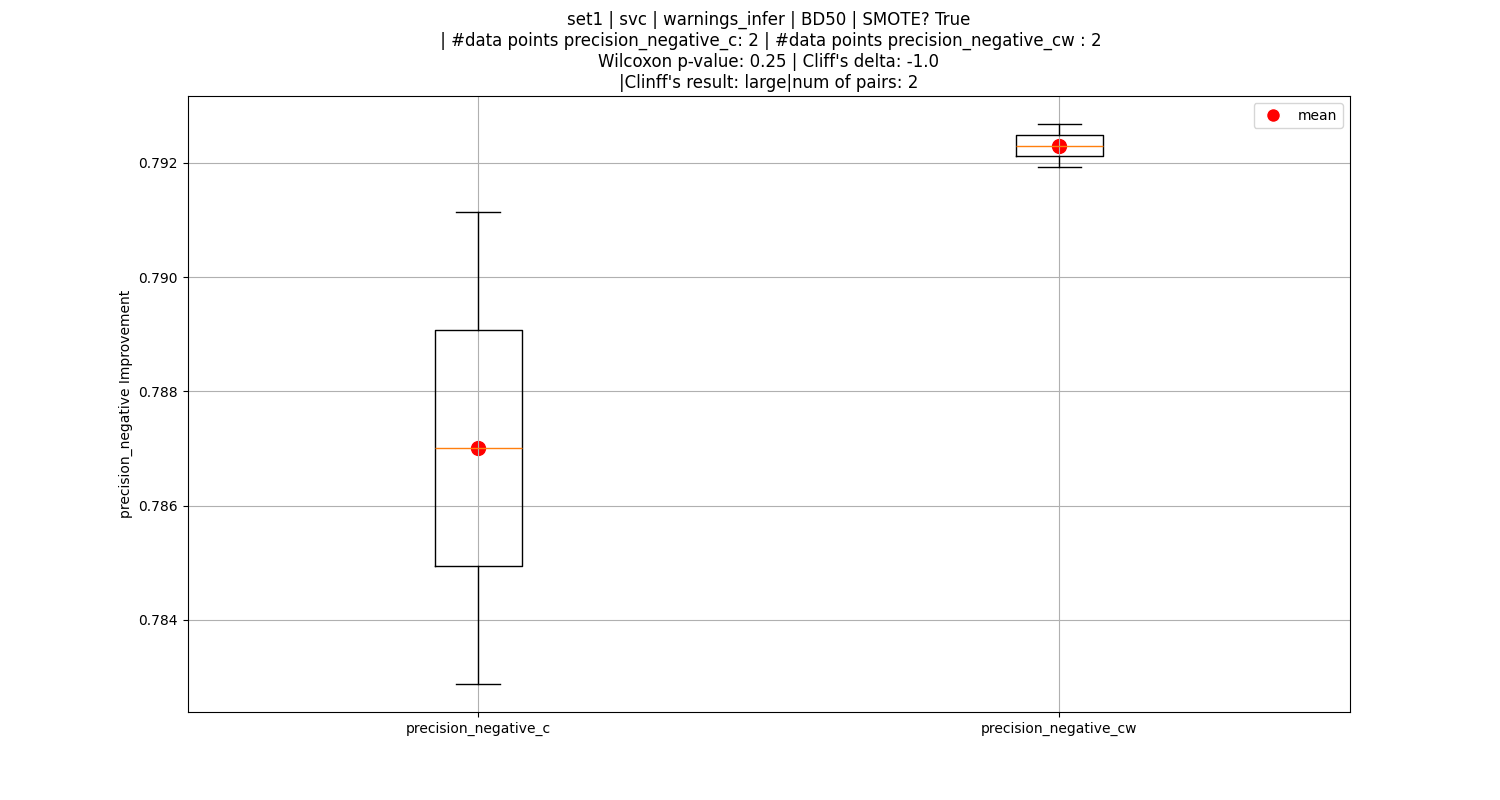 set1 | svc | warnings_infer | BD50 | SMOTE? True
| #data points precision_negative_c: 2 | #data points precision_negative_cw : 2
Wilcoxon p-value: 0.25 | Cliff's delta: -1.0
|Clinff's result: large|num of pairs: 2
mean
0.792
0.790
0.788
0.786
0.784
precision_negative Improvement
precision_negative_c
precision_negative_cw